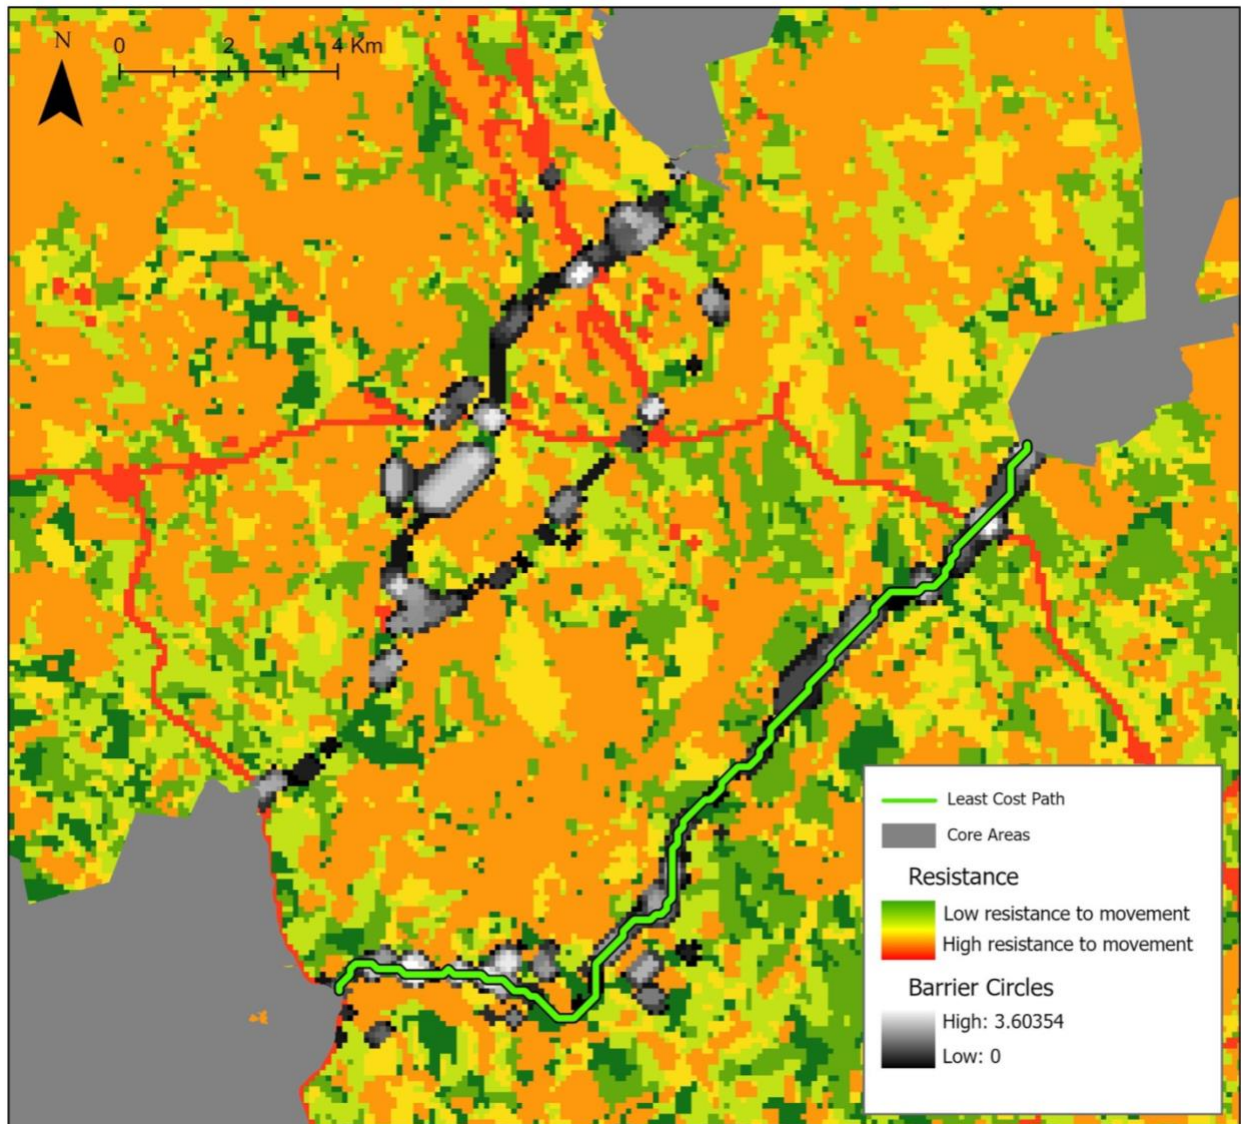 N
0 2 4 Km
Least Cost Path
Core Areas
Resistance
Low resistance to movement
High resistance to movement
Barrier Circles
High: 3.60354
Low: 0